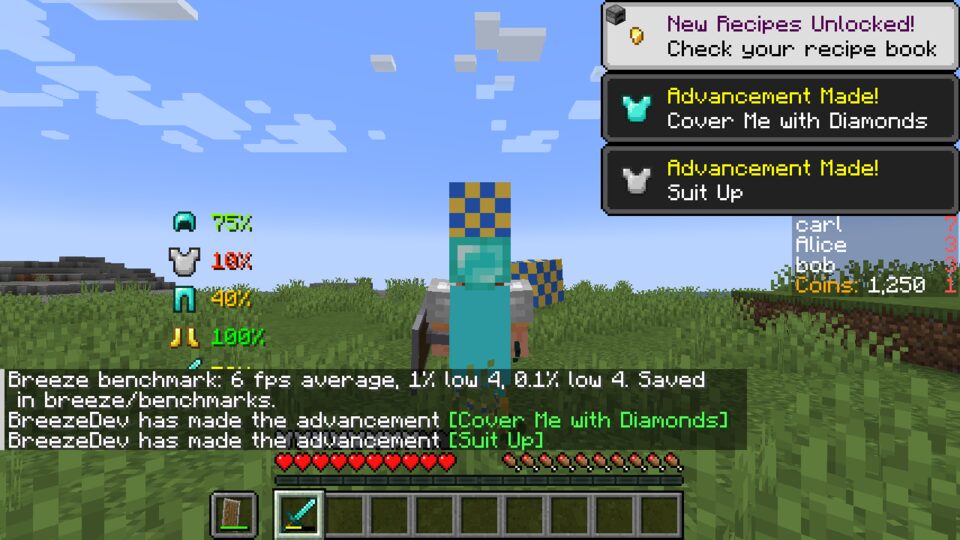 New Recipes Unlocked!
Check your recipe book
Advancement Made!
Cover Me with Diamonds
Advancement Made!
Suit Up
carl 7
Alice 3
bob
Coins: 1,250 1
75%
10%
40%
100%
Breeze benchmark: 6 fps average, 1% low 4, 0.1% low 4. Saved
in breeze/benchmarks.
BreezeDev has made the advancement [Cover Me with Diamonds]
BreezeDev has made the advancement [Suit Up]